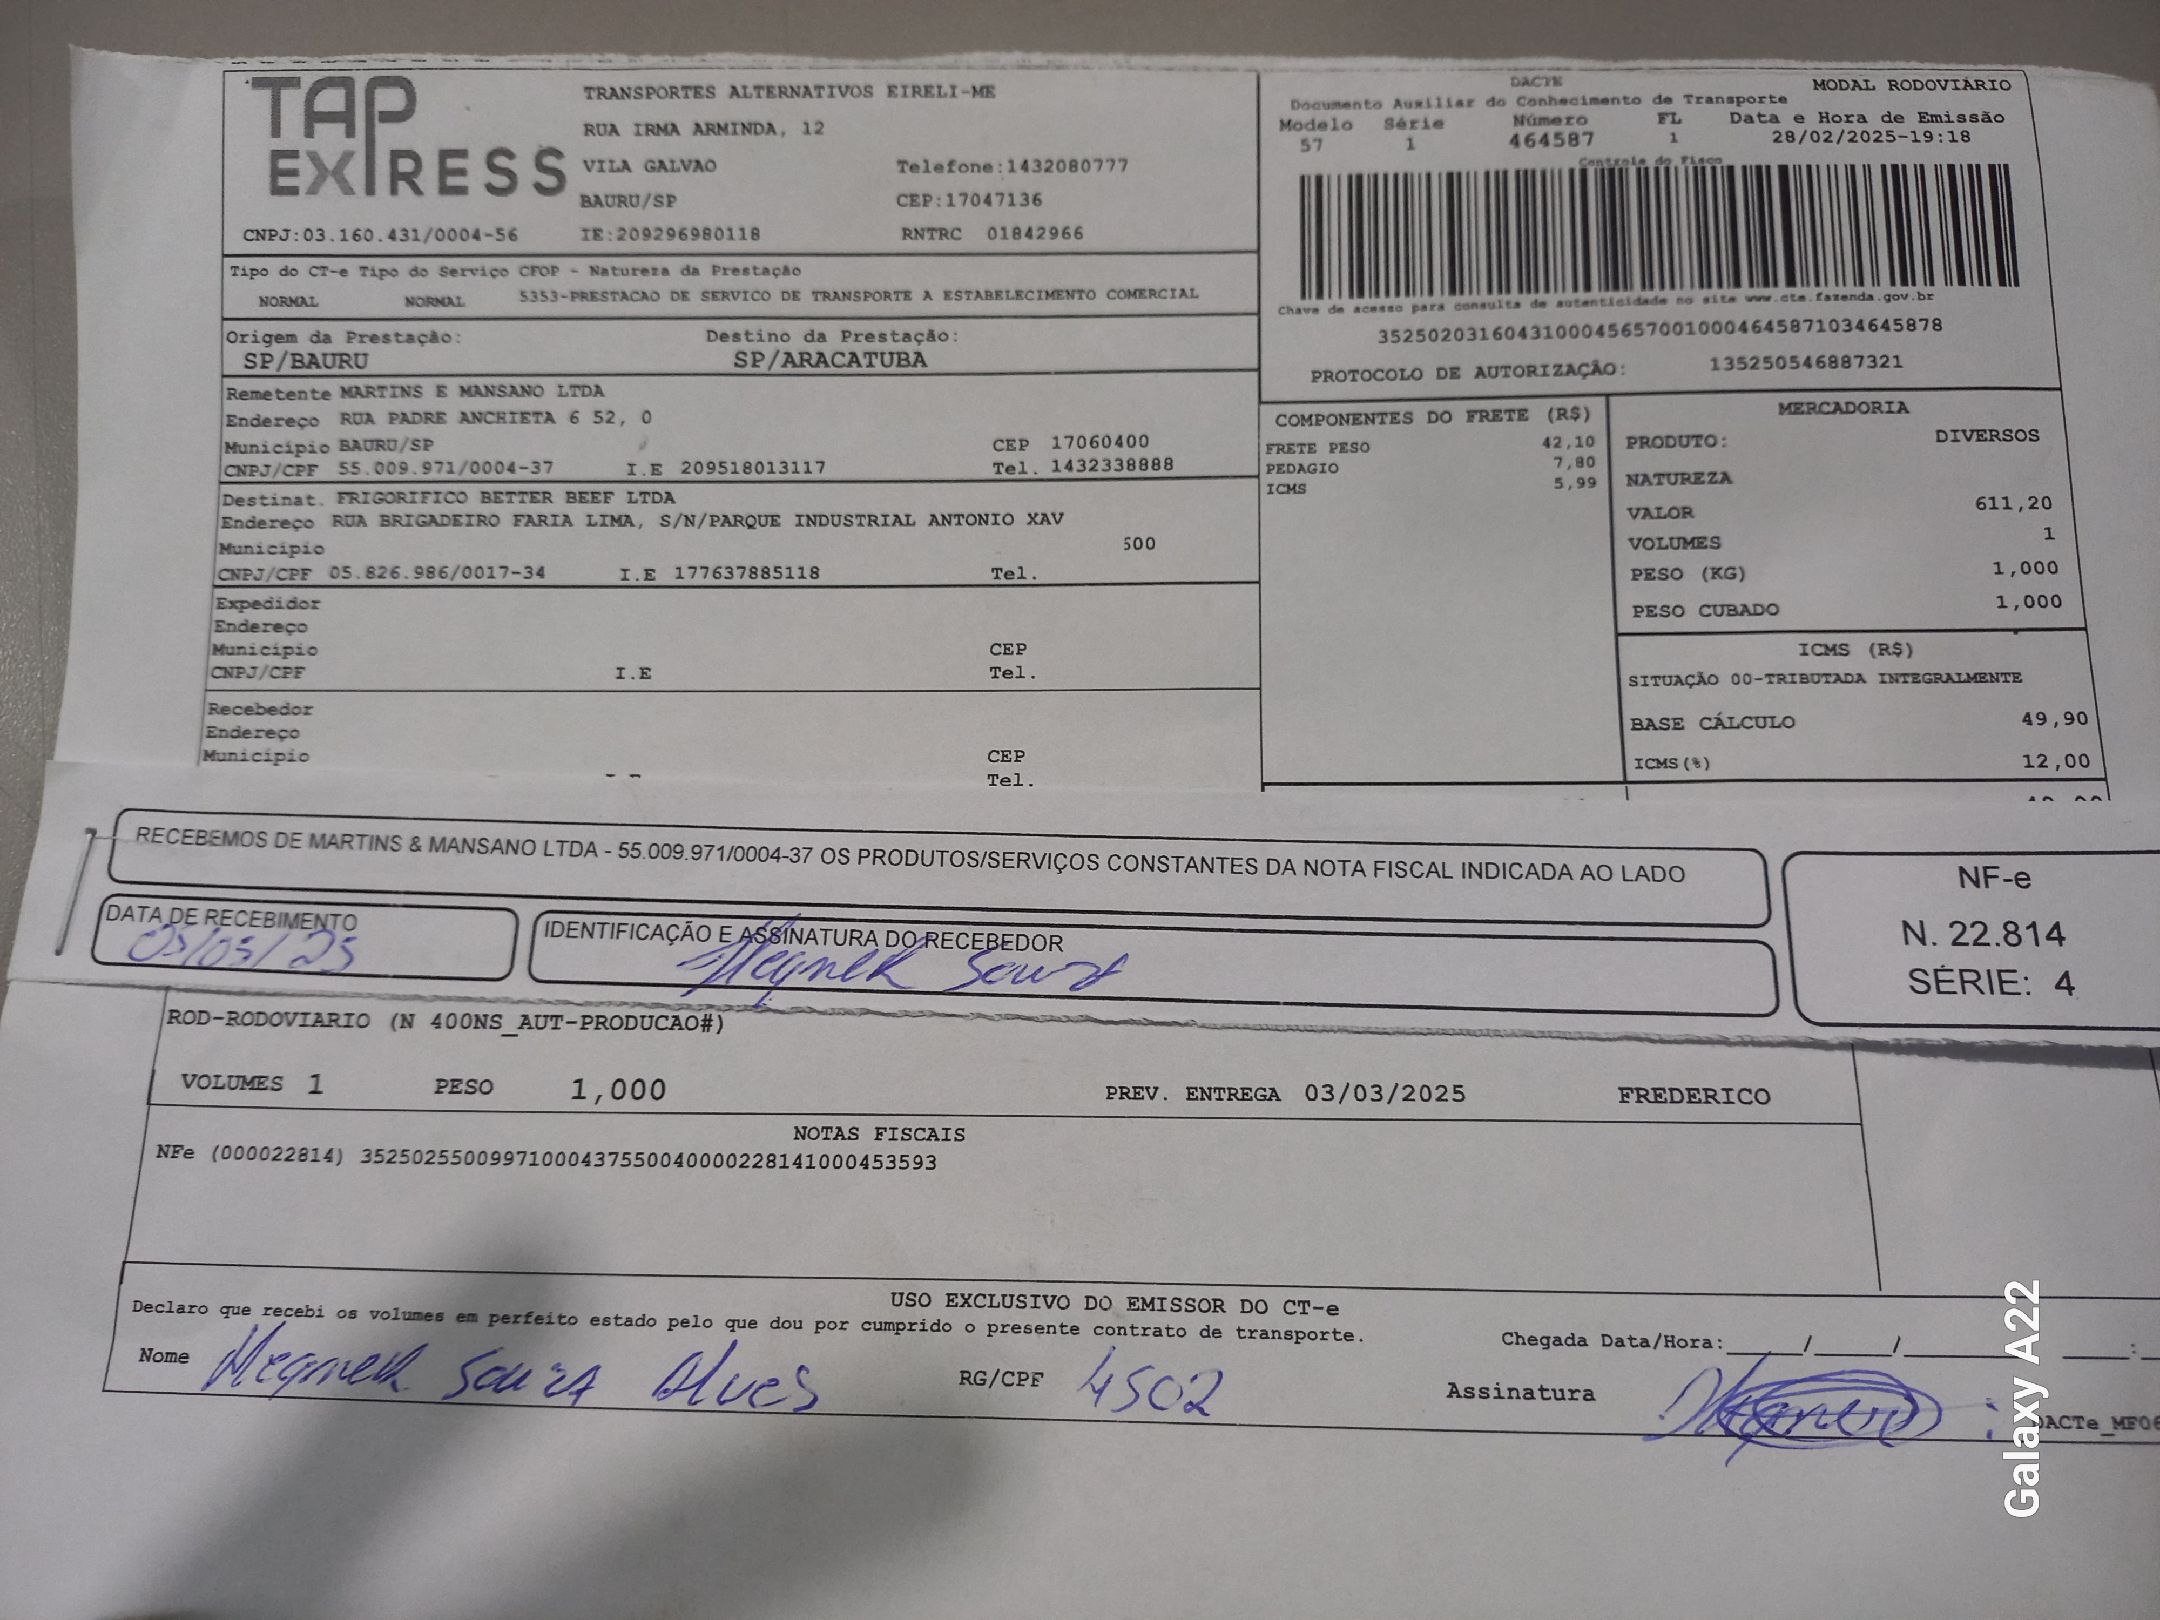 TAP EXPRESS
TRANSPORTES ALTERNATIVOS EIRELI-ME
RUA IRMA ARMINDA, 12
VILA GALVAO Telefone:1432080777
BAURU/SP CEP:17047136
CNPJ:03.160.431/0004-56 IE:209296980118 RNTRC 01842966
DACTE MODAL RODOVIÁRIO
Documento Auxiliar do Conhecimento de Transporte
Modelo Série Número FL Data e Hora de Emissão
57 1 464587 1 28/02/2025-19:18
Controle do Fisco
Chave de acesso para consulta de autenticidade no site www.cte.fazenda.gov.br
35250203160431000456570010004645871034645878
PROTOCOLO DE AUTORIZAÇÃO: 135250546887321
Tipo do CT-e Tipo do Serviço CFOP - Natureza da Prestação
NORMAL NORMAL 5353-PRESTACAO DE SERVICO DE TRANSPORTE A ESTABELECIMENTO COMERCIAL
Origem da Prestação: Destino da Prestação:
SP/BAURU SP/ARACATUBA
Remetente MARTINS E MANSANO LTDA
Endereço RUA PADRE ANCHIETA 6 52, 0
Município BAURU/SP CEP 17060400
CNPJ/CPF 55.009.971/0004-37 I.E 209518013117 Tel. 1432338888
Destinat. FRIGORIFICO BETTER BEEF LTDA
Endereço RUA BRIGADEIRO FARIA LIMA, S/N/PARQUE INDUSTRIAL ANTONIO XAV
Município 500
CNPJ/CPF 05.826.986/0017-34 I.E 177637885118 Tel.
Expedidor
Endereço
Município CEP
CNPJ/CPF I.E Tel.
Recebedor
Endereço
Município CEP
Tel.
COMPONENTES DO FRETE (R$)
FRETE PESO 42,10
PEDAGIO 7,80
ICMS 5,99
MERCADORIA
PRODUTO: DIVERSOS
NATUREZA
VALOR 611,20
VOLUMES 1
PESO (KG) 1,000
PESO CUBADO 1,000
ICMS (R$)
SITUAÇÃO 00-TRIBUTADA INTEGRALMENTE
BASE CÁLCULO 49,90
ICMS(%) 12,00
RECEBEMOS DE MARTINS & MANSANO LTDA - 55.009.971/0004-37 OS PRODUTOS/SERVIÇOS CONSTANTES DA NOTA FISCAL INDICADA AO LADO
DATA DE RECEBIMENTO
IDENTIFICAÇÃO E ASSINATURA DO RECEBEDOR
Souza
NF-e
N. 22.814
SÉRIE: 4
ROD-RODOVIARIO (N 400NS_AUT-PRODUCAO#)
VOLUMES 1 PESO 1,000 PREV. ENTREGA 03/03/2025 FREDERICO
NOTAS FISCAIS
NFe (000022814) 35250255009971000437550040000228141000453593
USO EXCLUSIVO DO EMISSOR DO CT-e
Declaro que recebi os volumes em perfeito estado pelo que dou por cumprido o presente contrato de transporte.
Chegada Data/Hora:_____/_____/_____ _____:
Nome Souza Alves RG/CPF 4502 Assinatura
DACTe_MF06
Galaxy A22